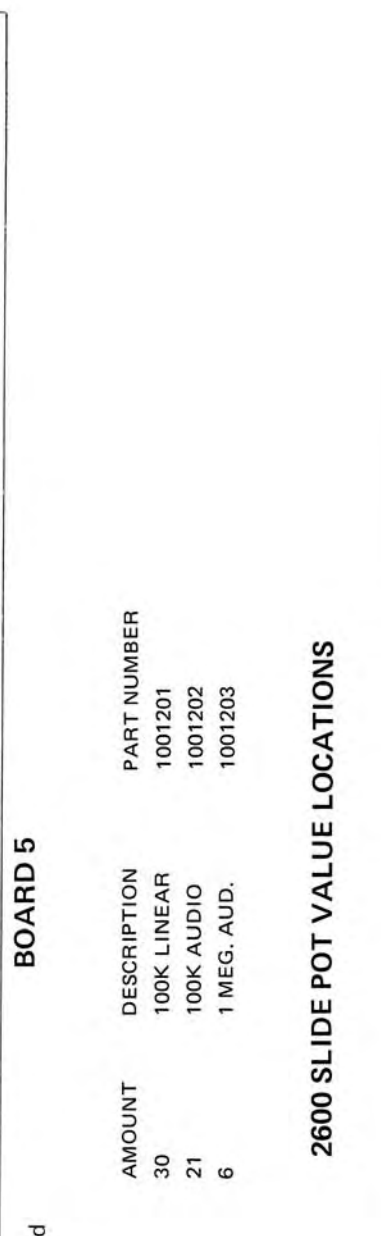 BOARD 5
d
AMOUNT DESCRIPTION PART NUMBER
30 100K LINEAR 1001201
21 100K AUDIO 1001202
6 1 MEG. AUD. 1001203
2600 SLIDE POT VALUE LOCATIONS